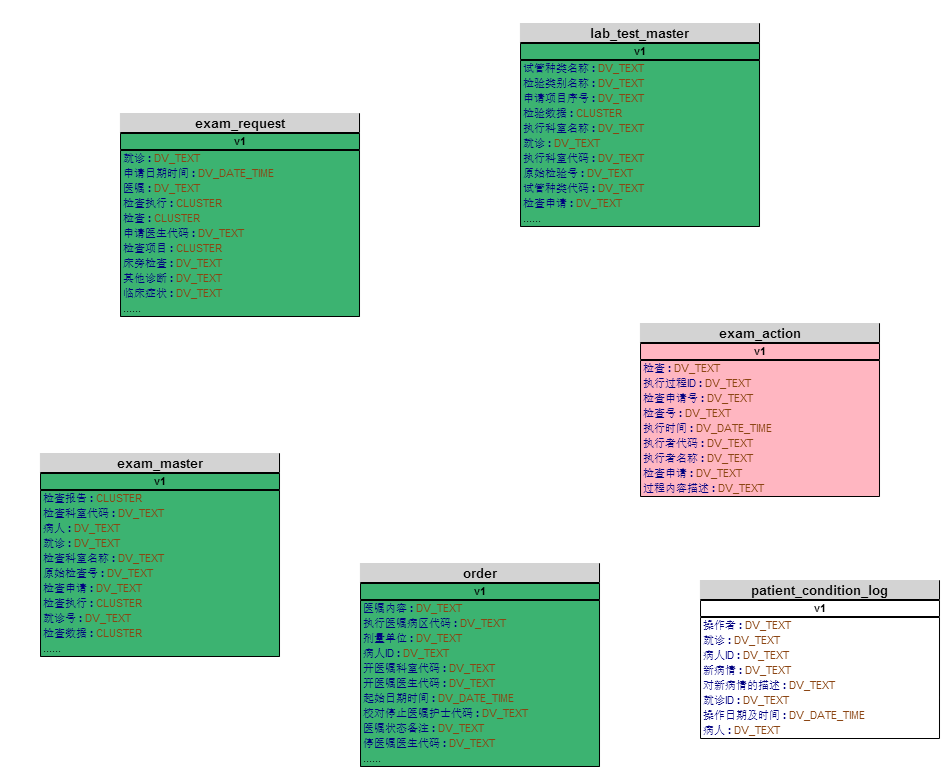 lab_test_master
v1
试管种类名称 : DV_TEXT
检验类别名称 : DV_TEXT
申请项目序号 : DV_TEXT
检验数据 : CLUSTER
执行科室名称 : DV_TEXT
就诊 : DV_TEXT
执行科室代码 : DV_TEXT
原始检验号 : DV_TEXT
试管种类代码 : DV_TEXT
检查申请 : DV_TEXT
......
exam_request
v1
就诊 : DV_TEXT
申请日期时间 : DV_DATE_TIME
医嘱 : DV_TEXT
检查执行 : CLUSTER
检查 : CLUSTER
申请医生代码 : DV_TEXT
检查项目 : CLUSTER
床旁检查 : DV_TEXT
其他诊断 : DV_TEXT
临床症状 : DV_TEXT
......
exam_action
v1
检查 : DV_TEXT
执行过程ID : DV_TEXT
检查申请号 : DV_TEXT
检查号 : DV_TEXT
执行时间 : DV_DATE_TIME
执行者代码 : DV_TEXT
执行者名称 : DV_TEXT
检查申请 : DV_TEXT
过程内容描述 : DV_TEXT
exam_master
v1
检查报告 : CLUSTER
检查科室代码 : DV_TEXT
病人 : DV_TEXT
就诊 : DV_TEXT
检查科室名称 : DV_TEXT
原始检查号 : DV_TEXT
检查申请 : DV_TEXT
检查执行 : CLUSTER
就诊号 : DV_TEXT
检查数据 : CLUSTER
......
order
v1
医嘱内容 : DV_TEXT
执行医嘱病区代码 : DV_TEXT
剂量单位 : DV_TEXT
病人ID : DV_TEXT
开医嘱科室代码 : DV_TEXT
开医嘱医生代码 : DV_TEXT
起始日期时间 : DV_DATE_TIME
校对停止医嘱护士代码 : DV_TEXT
医嘱状态备注 : DV_TEXT
停医嘱医生代码 : DV_TEXT
......
patient_condition_log
v1
操作者 : DV_TEXT
就诊 : DV_TEXT
病人ID : DV_TEXT
新病情 : DV_TEXT
对新病情的描述 : DV_TEXT
就诊ID : DV_TEXT
操作日期及时间 : DV_DATE_TIME
病人 : DV_TEXT